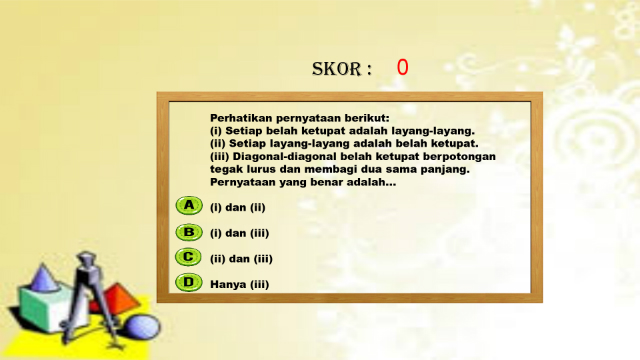 SKOR : 0
Perhatikan pernyataan berikut:
(i) Setiap belah ketupat adalah layang-layang.
(ii) Setiap layang-layang adalah belah ketupat.
(iii) Diagonal-diagonal belah ketupat berpotongan
tegak lurus dan membagi dua sama panjang.
Pernyataan yang benar adalah...
A (i) dan (ii)
B (i) dan (iii)
C (ii) dan (iii)
D Hanya (iii)